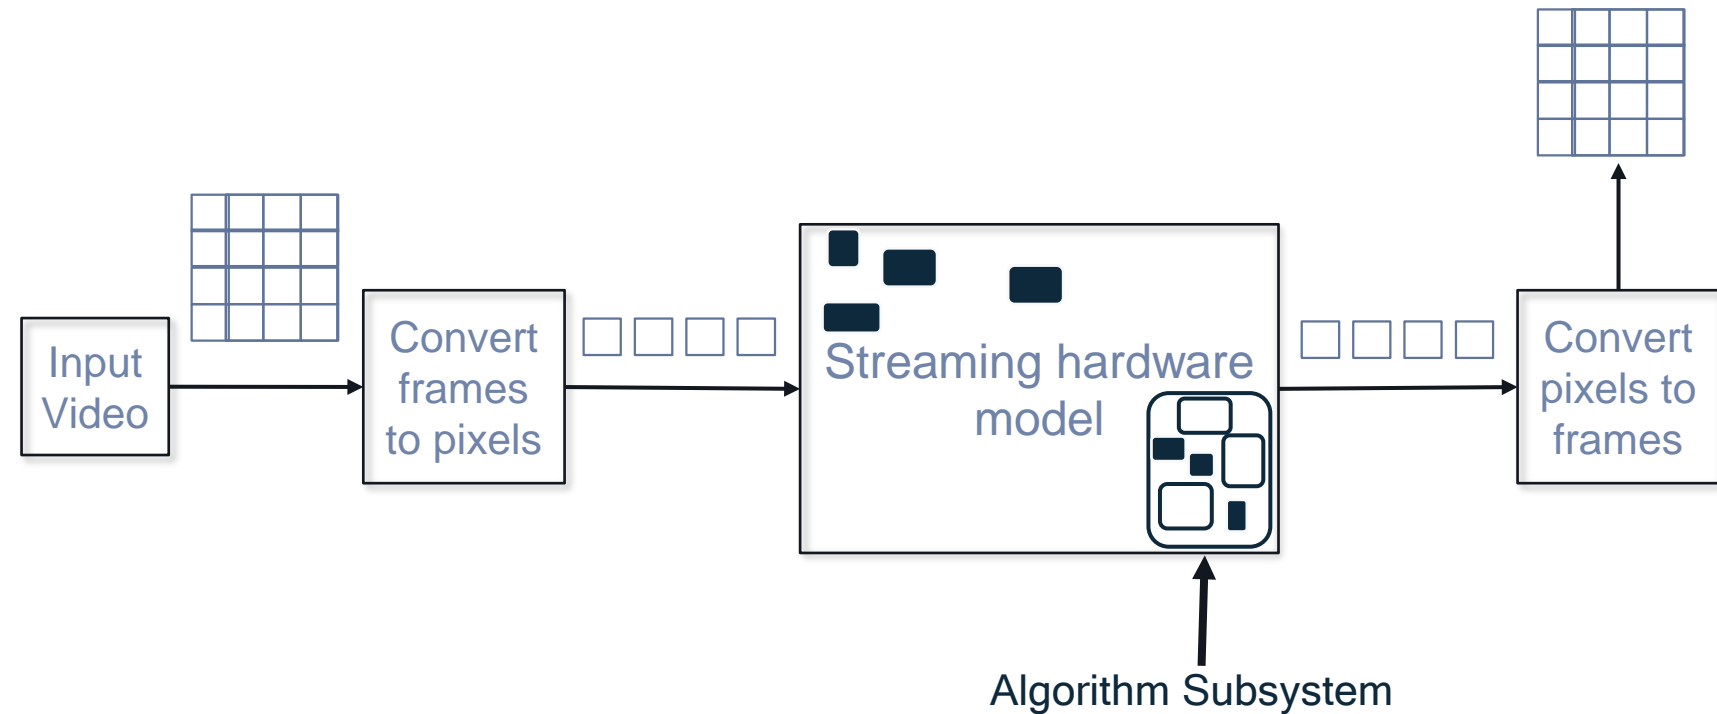 Input
Video
Convert
frames
to pixels
Streaming hardware
model
Convert
pixels to
frames
Algorithm Subsystem